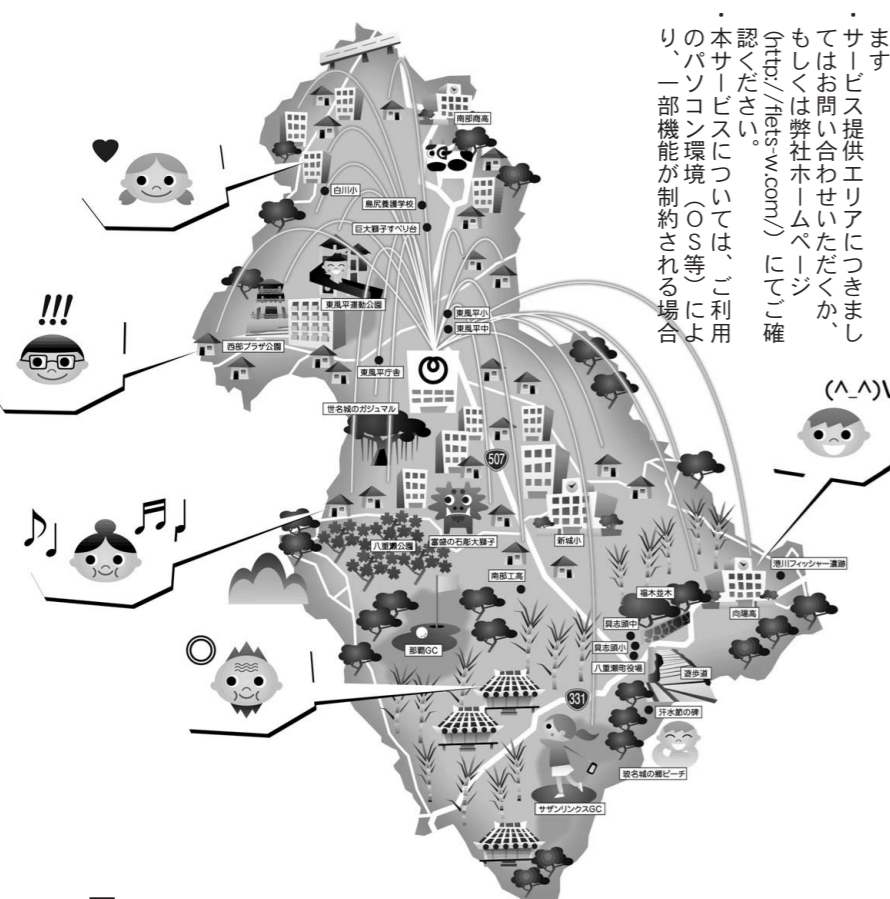 ます
・サービス提供エリアにつきまし
てはお問い合わせいただくか、
もしくは弊社ホームページ
(http://flets-w.com/) にてご確
認ください。
・本サービスについては、ご利用
のパソコン環境（OS等）によ
り、一部機能が制約される場合
南部商高
白川小
島尻養護学校
巨大獅子すべり台
東風平運動公園
東風平小
東風平中
西部プラザ公園
東風平庁舎
世名城のガジュマル
!!!
(^_^)V
507
八重瀬公園
富盛の石彫大獅子
新城小
南部工高
港川フィッシャー遺跡
福木並木
向陽高
具志頭中
具志頭小
八重瀬町役場
那覇GC
遊歩道
331
汗水節の碑
玻名城の郷ビーチ
サザンリンクスGC